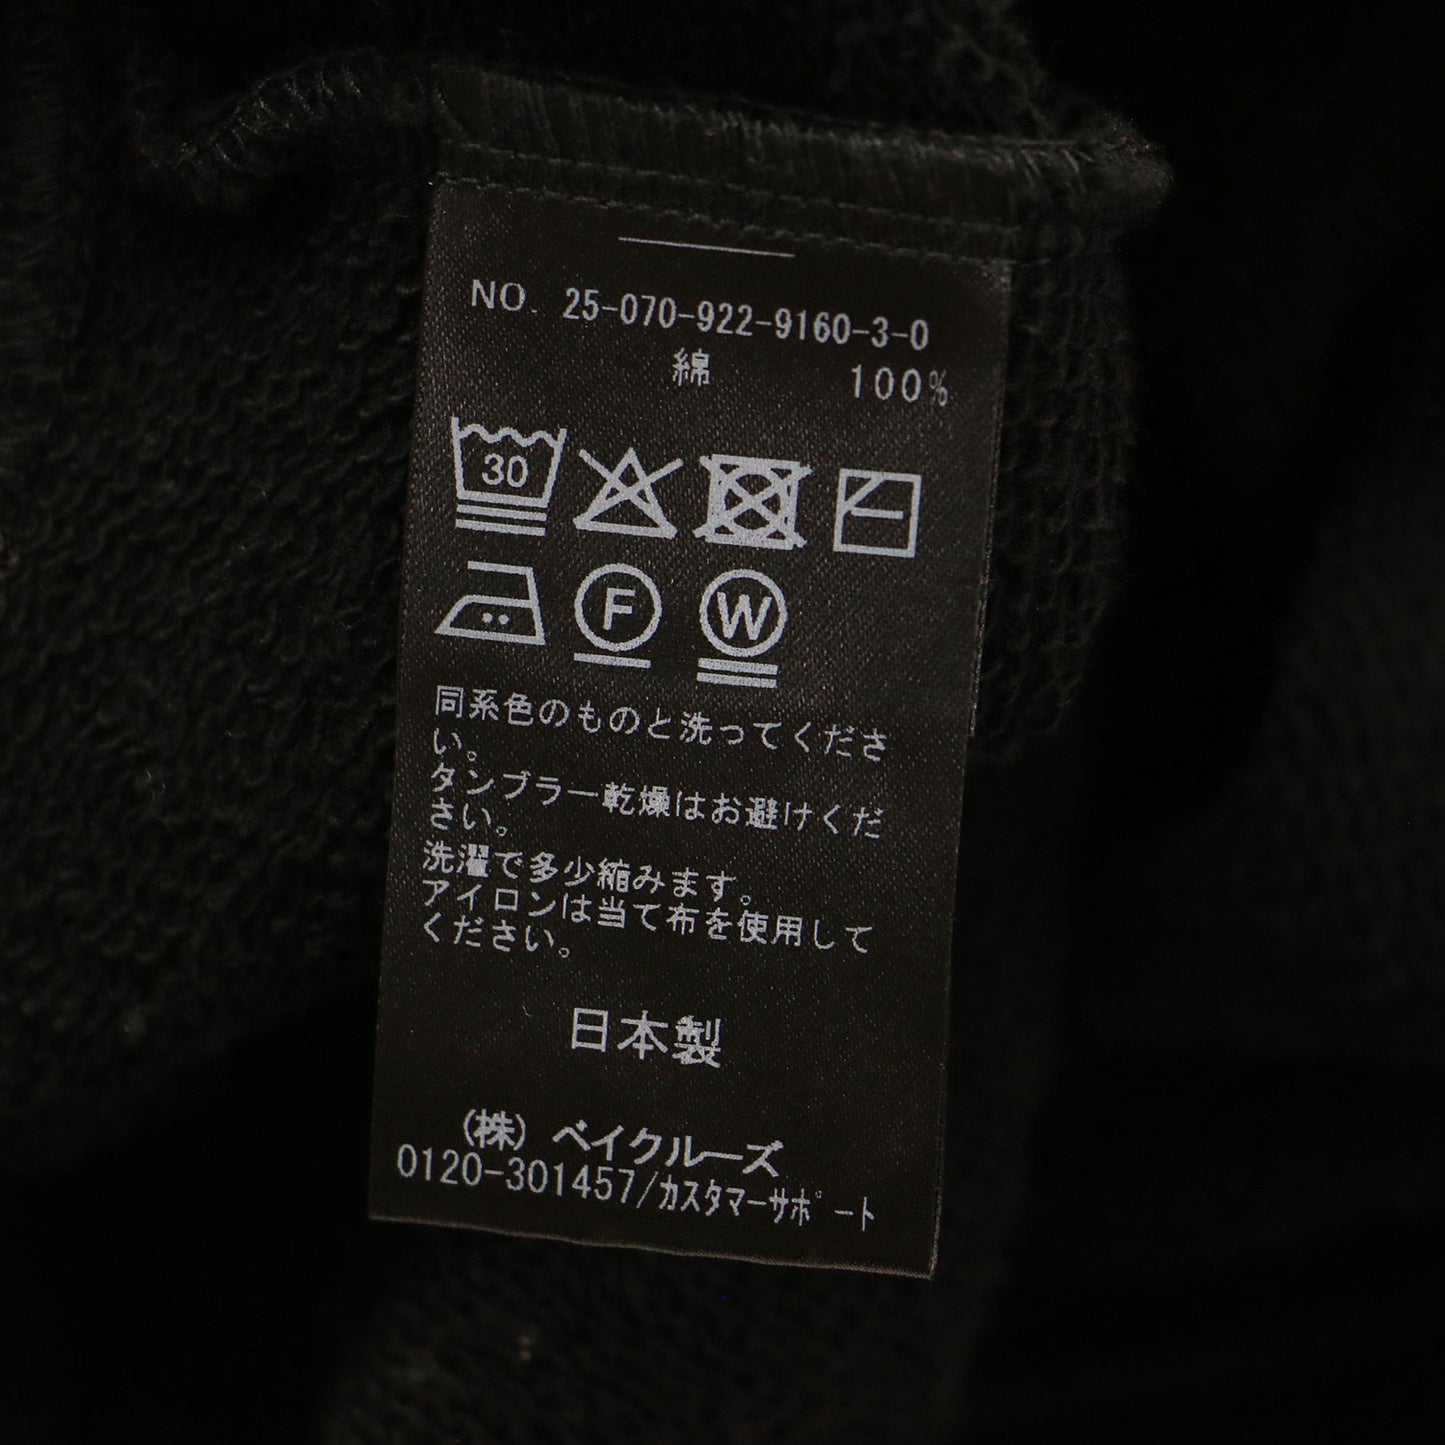 NO. 25-070-922-9160-3-0
綿 100%
30
F W
同系色のものと洗ってくださ
い。
タンブラー乾燥はお避けくだ
さい。
洗濯で多少縮みます。
アイロンは当て布を使用して
ください。
日本製
(株) ベイクルーズ
0120-301457/カスタマーサポート